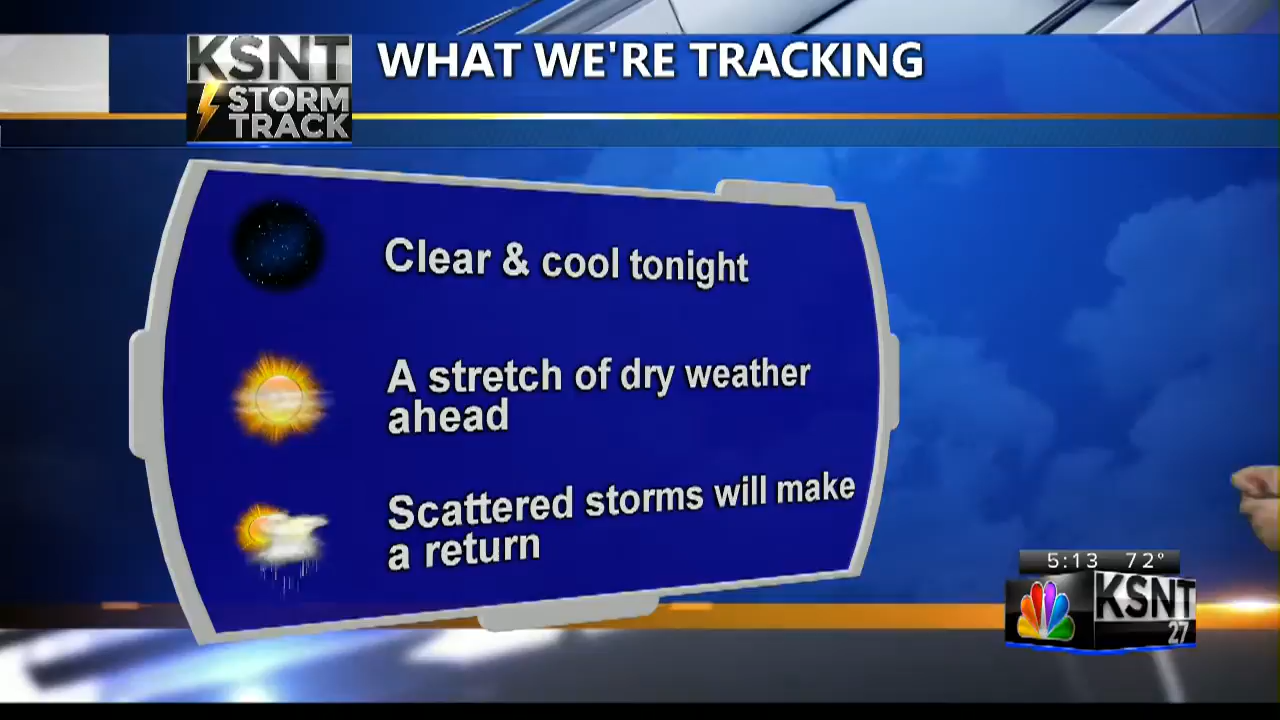 KSNT
STORM
TRACK
WHAT WE'RE TRACKING
Clear & cool tonight
A stretch of dry weather
ahead
Scattered storms will make
a return
5:13 72°
KSNT
27